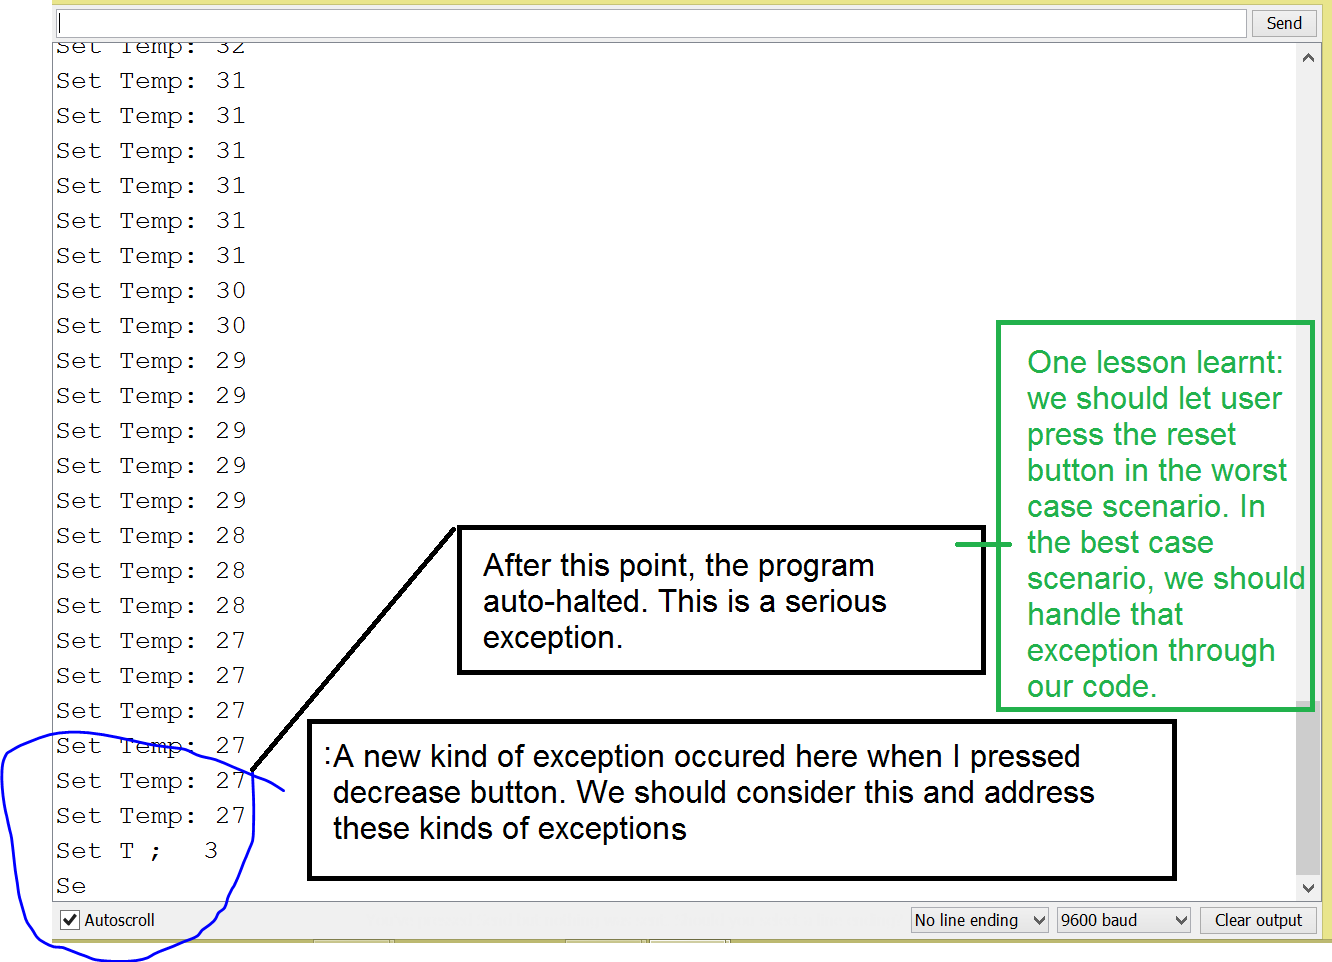 Send
Set Temp: 32
Set Temp: 31
Set Temp: 31
Set Temp: 31
Set Temp: 31
Set Temp: 31
Set Temp: 31
Set Temp: 30
Set Temp: 30
Set Temp: 29
Set Temp: 29
Set Temp: 29
Set Temp: 29
Set Temp: 29
Set Temp: 28
Set Temp: 28
Set Temp: 28
Set Temp: 27
Set Temp: 27
Set Temp: 27
Set Temp: 27
Set Temp: 27
Set Temp: 27
Set T ; 3
Se
One lesson learnt:
we should let user
press the reset
button in the worst
case scenario. In
the best case
scenario, we should
handle that
exception through
our code.
After this point, the program
auto-halted. This is a serious
exception.
:A new kind of exception occured here when I pressed
decrease button. We should consider this and address
these kinds of exceptions
Autoscroll
No line ending
9600 baud
Clear output